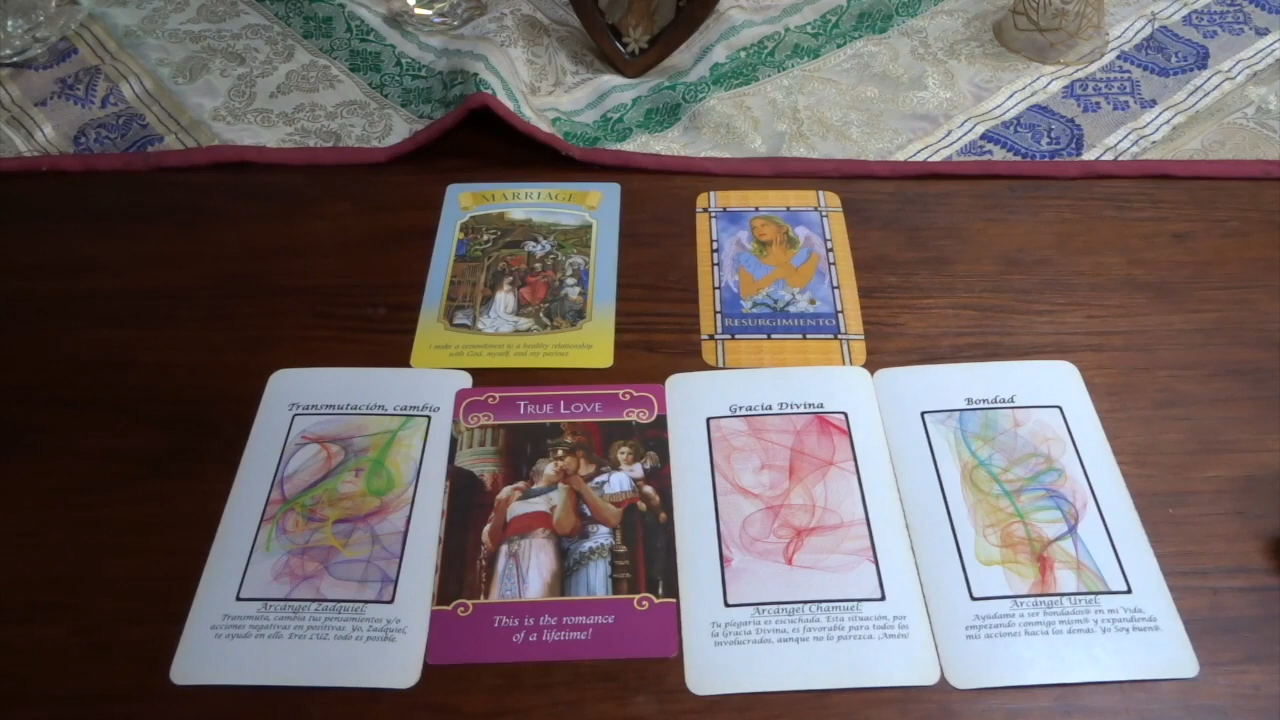 MARRIAGE
I make a commitment to a healthy relationship
with God, myself, and my partner
RESURGIMIENTO
Transmutación, cambio
Arcángel Zadquiel:
Transmuta, cambia tus pensamientos y/o
acciones negativas en positivas. Yo, Zadquiel,
te ayudo en ello. Eres LUZ, todo es posible.
TRUE LOVE
This is the romance
of a lifetime!
Gracia Divina
Arcángel Chamuel:
Tu plegaria es escuchada. Esta situación, por
la Gracia Divina, es favorable para todos los
involucrados, aunque no lo parezca. ¡Amén!
Bondad
Arcángel Uriel:
Ayúdame a ser bondados@ en mi Vida,
empezando conmigo mism@ y expandiendo
mis acciones hacia los demás. Yo Soy buen@.